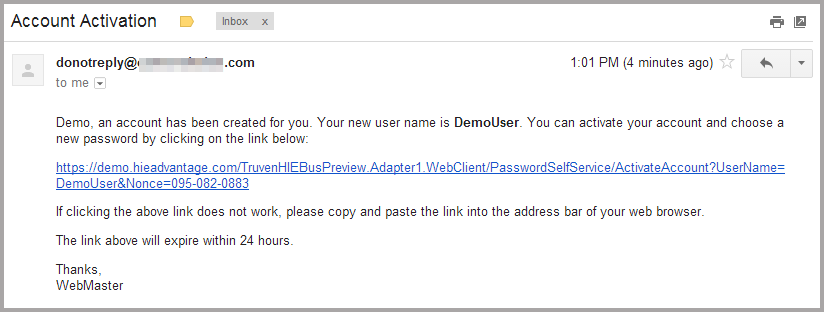 Account Activation
Inbox x
donotreply@ .com
1:01 PM (4 minutes ago)
to me
Demo, an account has been created for you. Your new user name is DemoUser. You can activate your account and choose a
new password by clicking on the link below:
https://demo.hieadvantage.com/TruvenHIEBusPreview.Adapter1.WebClient/PasswordSelfService/ActivateAccount?UserName=
DemoUser&Nonce=095-082-0883
If clicking the above link does not work, please copy and paste the link into the address bar of your web browser.
The link above will expire within 24 hours.
Thanks,
WebMaster